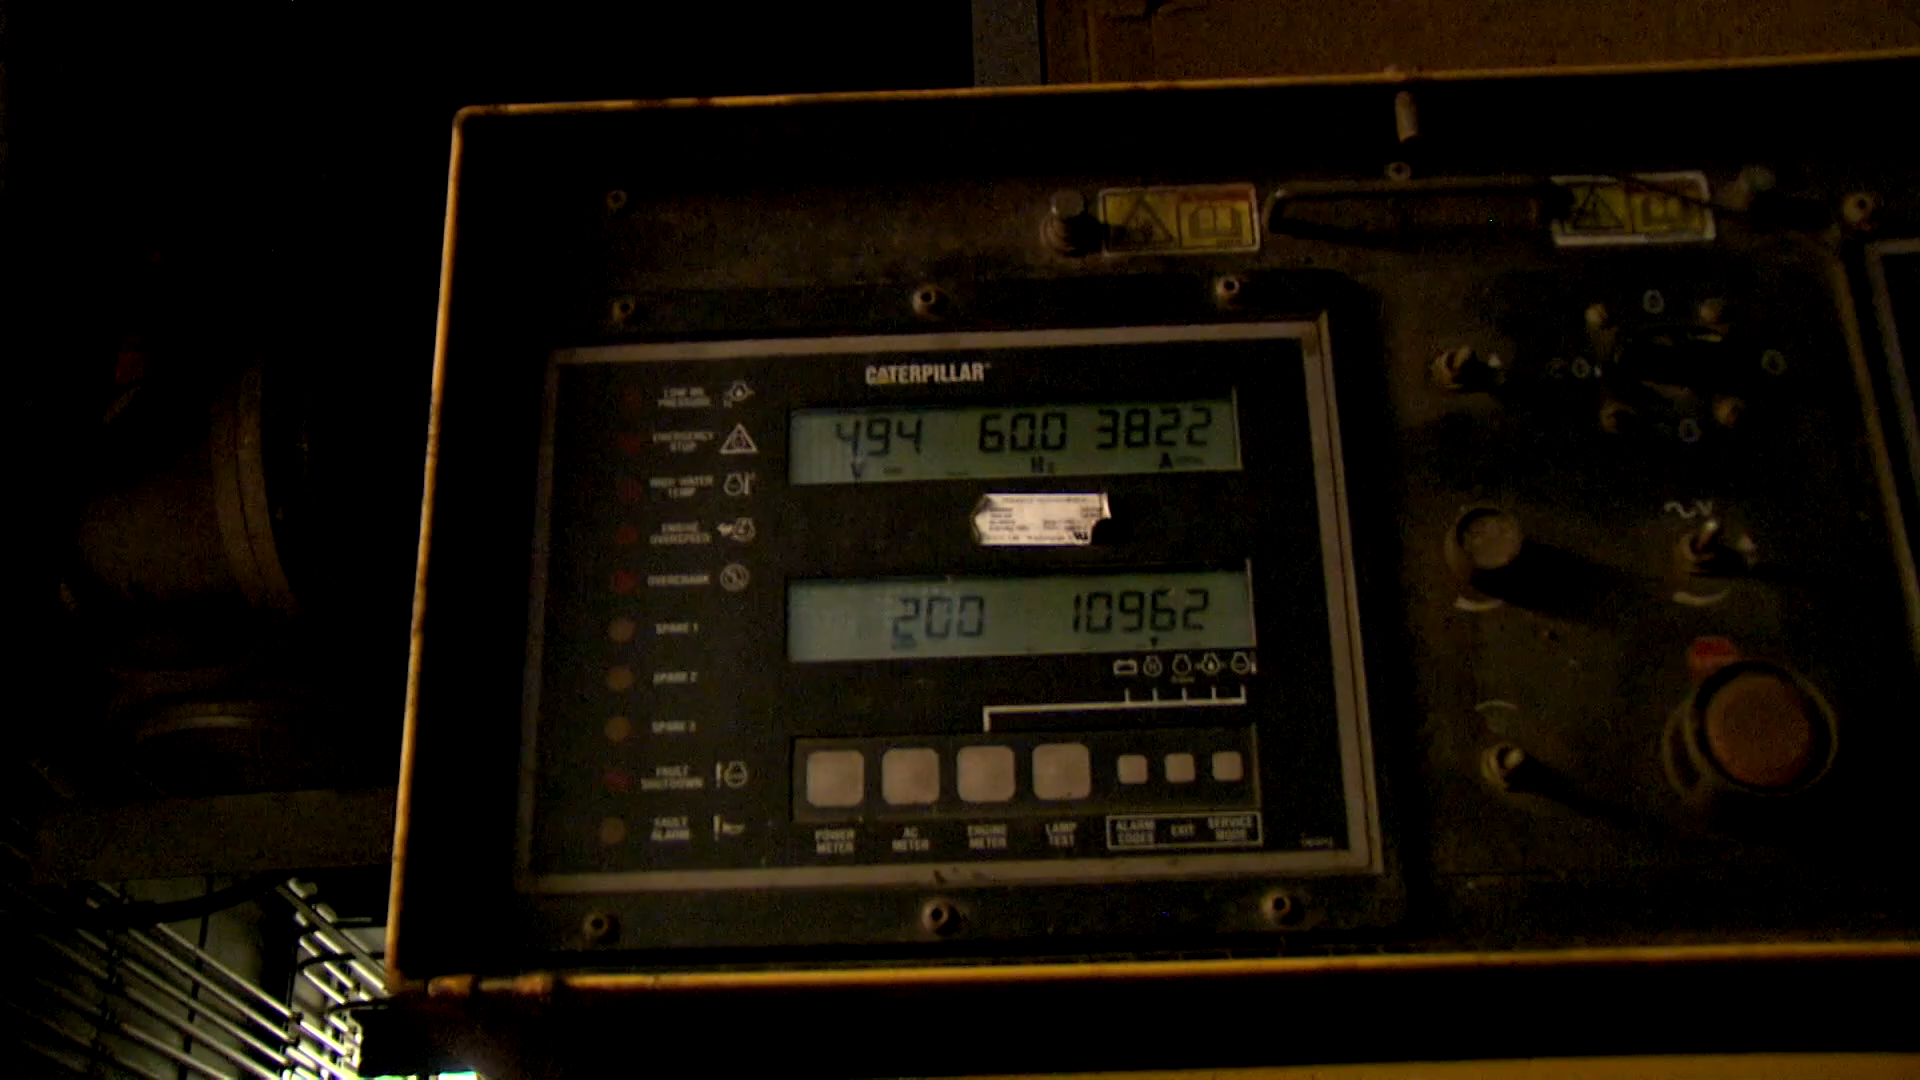 CATERPILLAR
LOW OIL PRESSURE
EMERGENCY STOP
HIGH WATER TEMP
ENGINE OVERSPEED
OVERCRANK
SPARE 1
SPARE 2
SPARE 3
FAULT SHUTDOWN
FAULT ALARM
494 600 3822
V Hz A
200 10962
POWER METER
AC METER
ENGINE METER
LAMP TEST
ALARM CODES
EXIT
SERVICE MODE
V